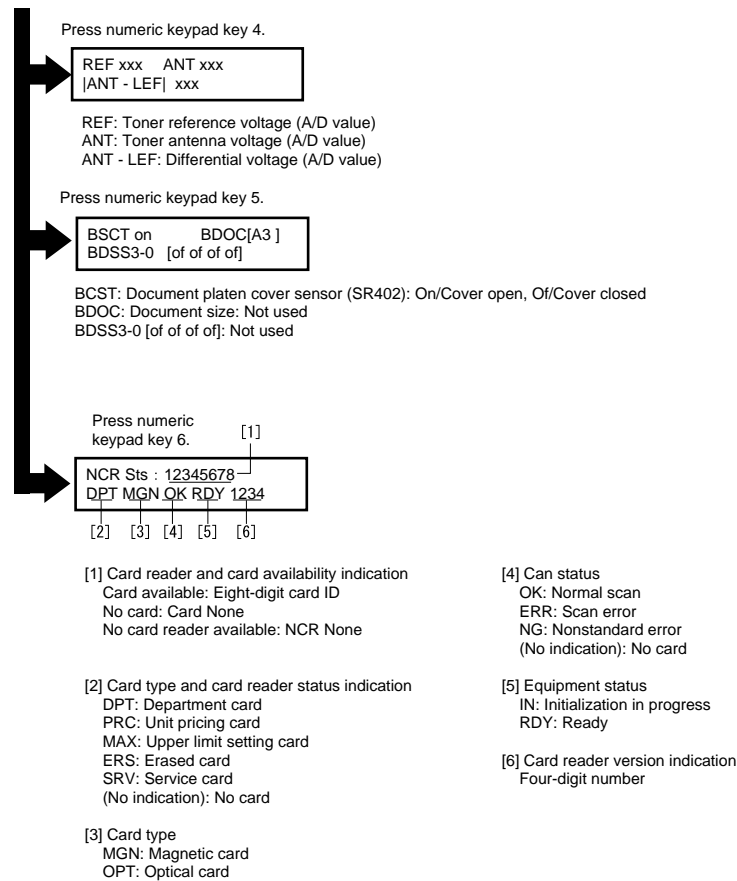 Press numeric keypad key 4.
REF xxx ANT xxx
|ANT - LEF| xxx
REF: Toner reference voltage (A/D value)
ANT: Toner antenna voltage (A/D value)
ANT - LEF: Differential voltage (A/D value)
Press numeric keypad key 5.
BSCT on BDOC[A3 ]
BDSS3-0 [of of of of]
BCST: Document platen cover sensor (SR402): On/Cover open, Of/Cover closed
BDOC: Document size: Not used
BDSS3-0 [of of of of]: Not used
Press numeric
keypad key 6.
[1]
NCR Sts : 12345678
DPT MGN OK RDY 1234
[2] [3] [4] [5] [6]
[1] Card reader and card availability indication
Card available: Eight-digit card ID
No card: Card None
No card reader available: NCR None
[2] Card type and card reader status indication
DPT: Department card
PRC: Unit pricing card
MAX: Upper limit setting card
ERS: Erased card
SRV: Service card
(No indication): No card
[3] Card type
MGN: Magnetic card
OPT: Optical card
[4] Can status
OK: Normal scan
ERR: Scan error
NG: Nonstandard error
(No indication): No card
[5] Equipment status
IN: Initialization in progress
RDY: Ready
[6] Card reader version indication
Four-digit number